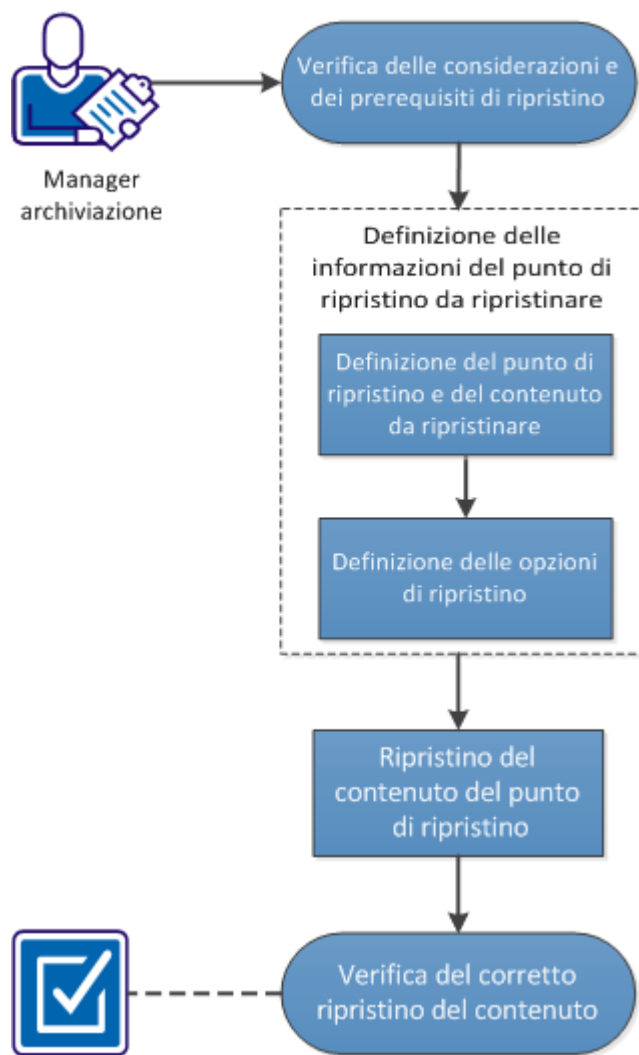 Verifica delle considerazioni e
dei prerequisiti di ripristino
Manager
archiviazione
Definizione delle
informazioni del punto di
ripristino da ripristinare
Definizione del punto di
ripristino e del contenuto
da ripristinare
Definizione delle opzioni
di ripristino
Ripristino del
contenuto del punto
di ripristino
Verifica del corretto
ripristino del contenuto